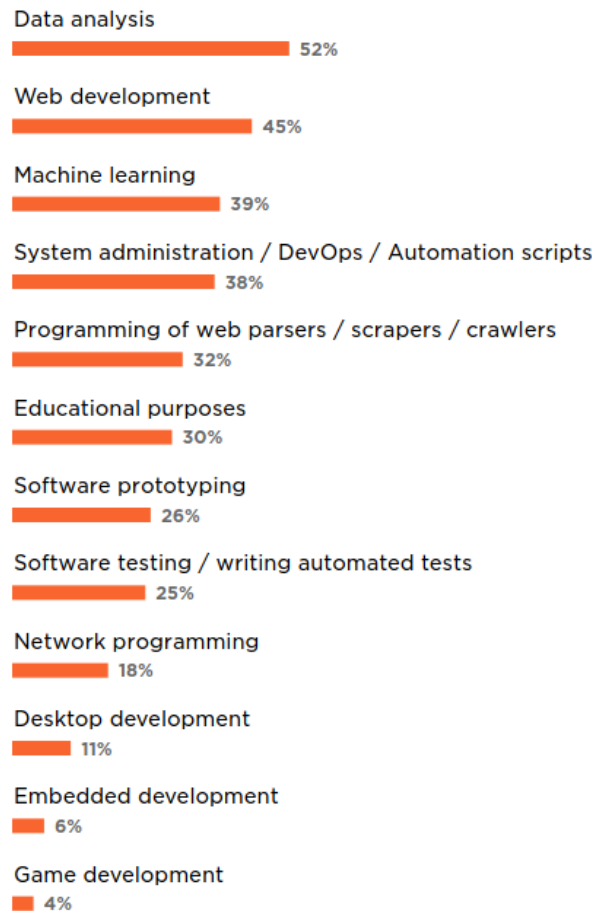 Data analysis
52%
Web development
45%
Machine learning
39%
System administration / DevOps / Automation scripts
38%
Programming of web parsers / scrapers / crawlers
32%
Educational purposes
30%
Software prototyping
26%
Software testing / writing automated tests
25%
Network programming
18%
Desktop development
11%
Embedded development
6%
Game development
4%